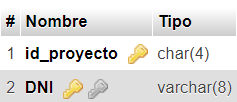 # Nombre Tipo
1 id_proyecto char(4)
2 DNI varchar(8)